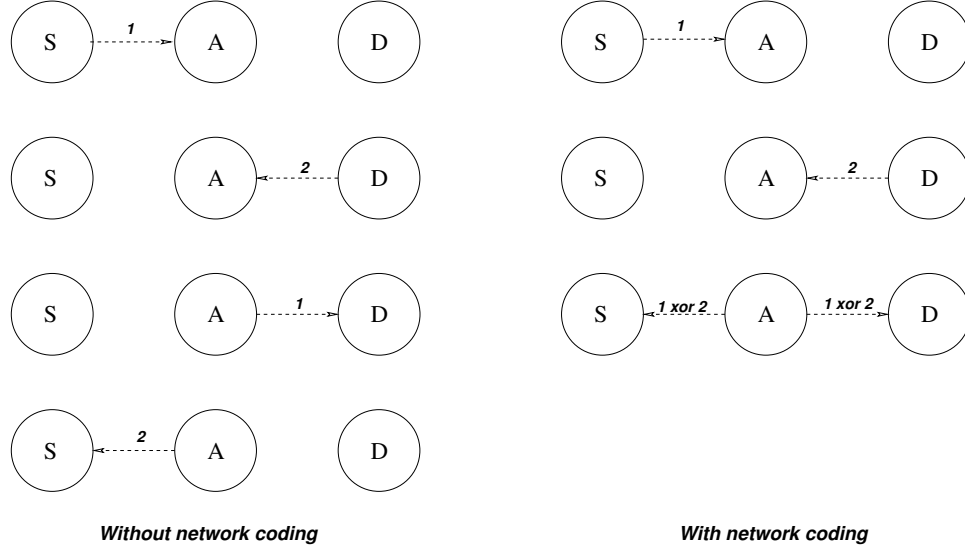 S 1 A D
S A 2 D
S A 1 D
S 2 A D
Without network coding
S 1 A D
S A 2 D
S 1 xor 2 A 1 xor 2 D
With network coding